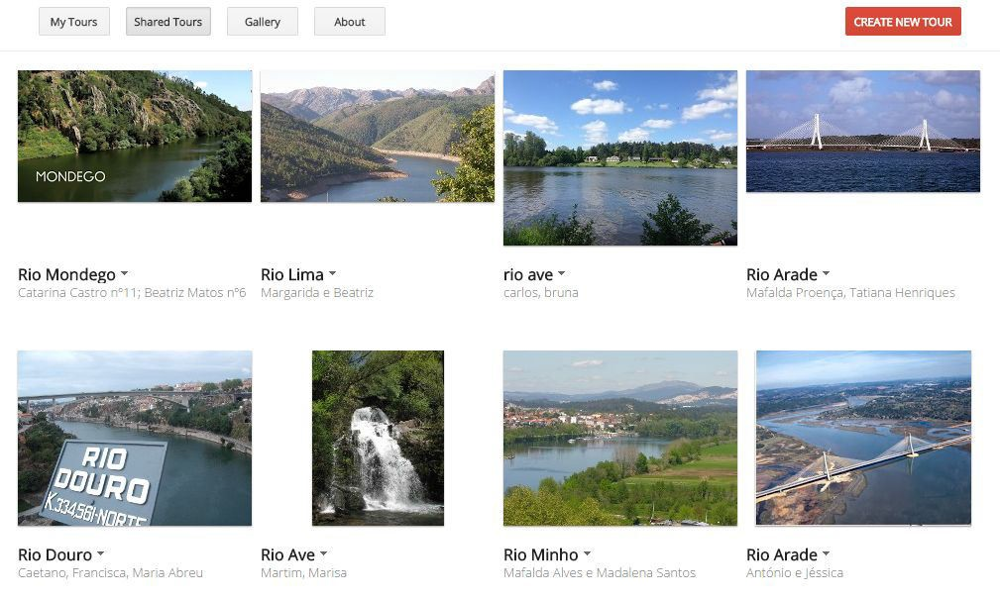 My Tours
Shared Tours
Gallery
About
CREATE NEW TOUR
MONDEGO
Rio Mondego
Catarina Castro nº11; Beatriz Matos nº6
Rio Lima
Margarida e Beatriz
rio ave
carlos, bruna
Rio Arade
Mafalda Proença, Tatiana Henriques
RIO
DOURO
K.334,561-NORTE
Rio Douro
Caetano, Francisca, Maria Abreu
Rio Ave
Martim, Marisa
Rio Minho
Mafalda Alves e Madalena Santos
Rio Arade
António e Jéssica